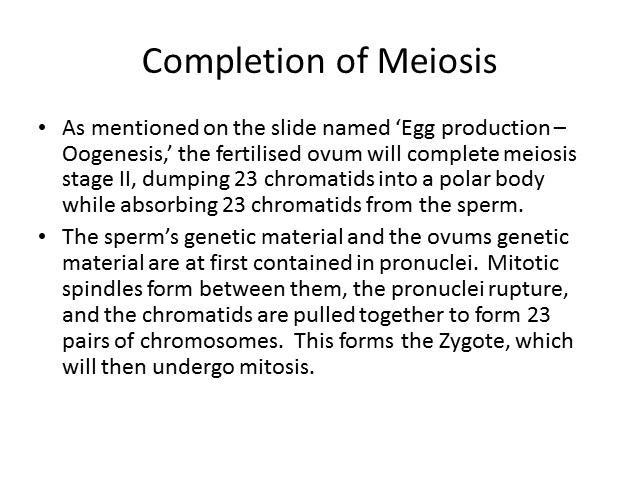 Completion of Meiosis
• As mentioned on the slide named ‘Egg production –
Oogenesis,’ the fertilised ovum will complete meiosis
stage II, dumping 23 chromatids into a polar body
while absorbing 23 chromatids from the sperm.
• The sperm’s genetic material and the ovums genetic
material are at first contained in pronuclei.  Mitotic
spindles form between them, the pronuclei rupture,
and the chromatids are pulled together to form 23
pairs of chromosomes.  This forms the Zygote, which
will then undergo mitosis.